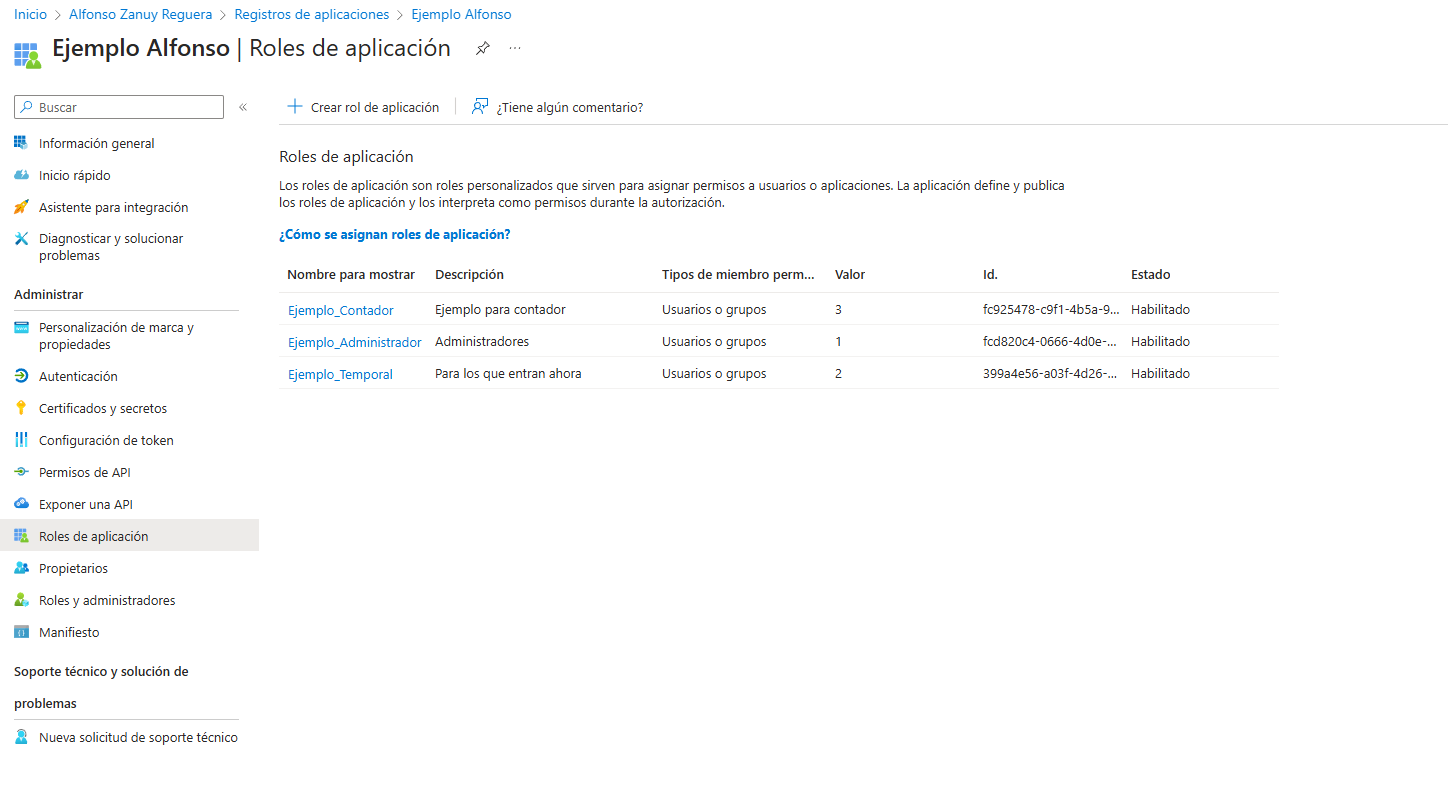 Inicio > Alfonso Zanuy Reguera > Registros de aplicaciones > Ejemplo Alfonso
Ejemplo Alfonso | Roles de aplicación ...
Buscar «
Información general
Inicio rápido
Asistente para integración
Diagnosticar y solucionar
problemas
Administrar
Personalización de marca y
propiedades
Autenticación
Certificados y secretos
Configuración de token
Permisos de API
Exponer una API
Roles de aplicación
Propietarios
Roles y administradores
Manifiesto
Soporte técnico y solución de
problemas
Nueva solicitud de soporte técnico
+ Crear rol de aplicación ¿Tiene algún comentario?
Roles de aplicación
Los roles de aplicación son roles personalizados que sirven para asignar permisos a usuarios o aplicaciones. La aplicación define y publica
los roles de aplicación y los interpreta como permisos durante la autorización.
¿Cómo se asignan roles de aplicación?
Nombre para mostrar Descripción Tipos de miembro perm... Valor Id. Estado
Ejemplo_Contador Ejemplo para contador Usuarios o grupos 3 fc925478-c9f1-4b5a-9... Habilitado
Ejemplo_Administrador Administradores Usuarios o grupos 1 fcd820c4-0666-4d0e-... Habilitado
Ejemplo_Temporal Para los que entran ahora Usuarios o grupos 2 399a4e56-a03f-4d26-... Habilitado